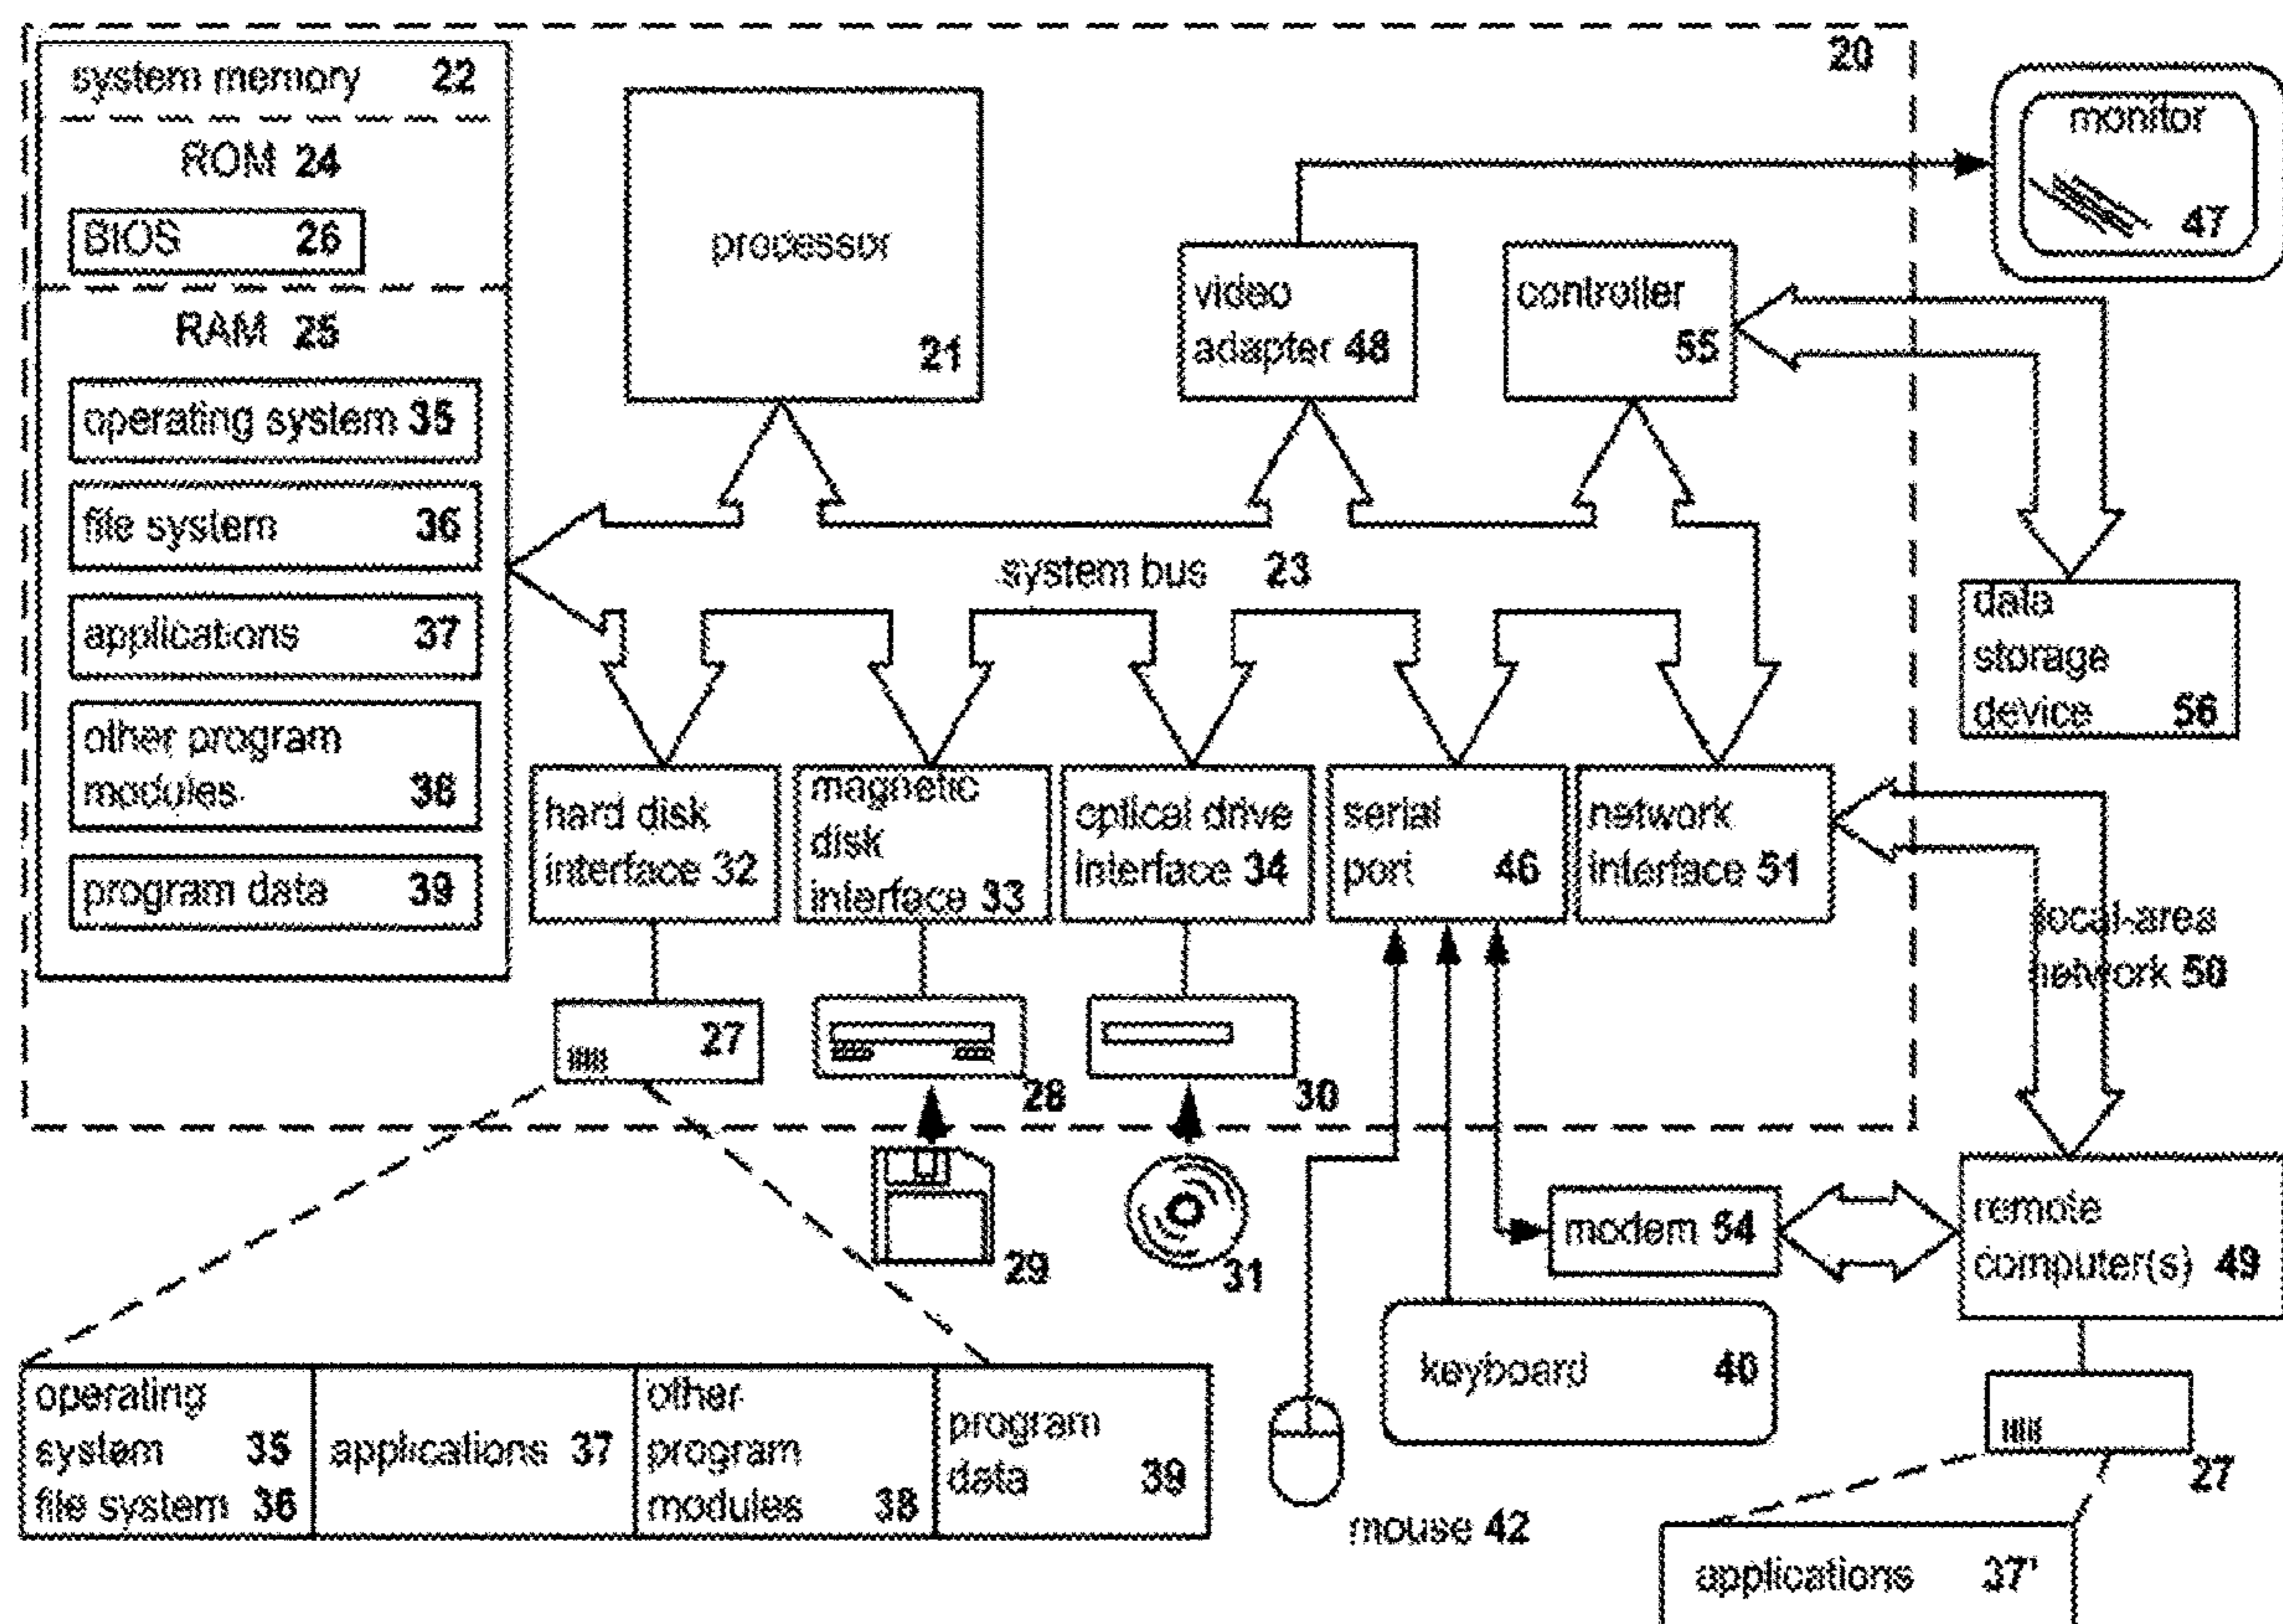 20
system memory 22
ROM 24
BIOS 26
RAM 25
operating system 35
file system 36
applications 37
other program
modules 38
program data 39
processor
21
video
adapter 48
controller
55
monitor
47
system bus 23
data
storage
device 56
hard disk
interface 32
magnetic
disk
interface 33
optical drive
interface 34
serial
port 46
network
interface 51
local-area
network 50
27
28
30
29
31
modem 54
remote
computer(s) 49
keyboard 40
mouse 42
27
operating
system 35
file system 36
applications 37
other
program
modules 38
program
data 39
applications 37'